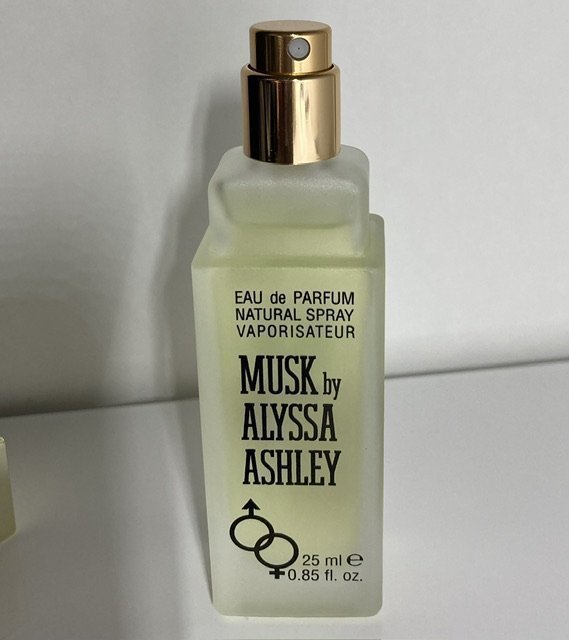 EAU de PARFUM
NATURAL SPRAY
VAPORISATEUR
MUSK by
ALYSSA
ASHLEY
25 ml ℮
0.85 fl. oz.